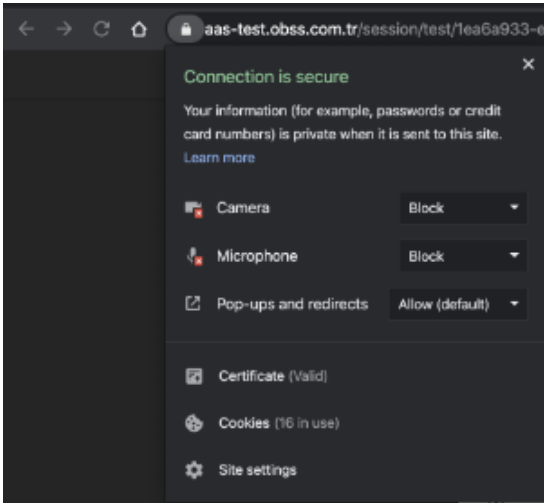 aas-test.obss.com.tr/session/test/1ea6a933-e
Connection is secure
Your information (for example, passwords or credit
card numbers) is private when it is sent to this site.
Learn more
Camera Block
Microphone Block
Pop-ups and redirects Allow (default)
Certificate (Valid)
Cookies (16 in use)
Site settings